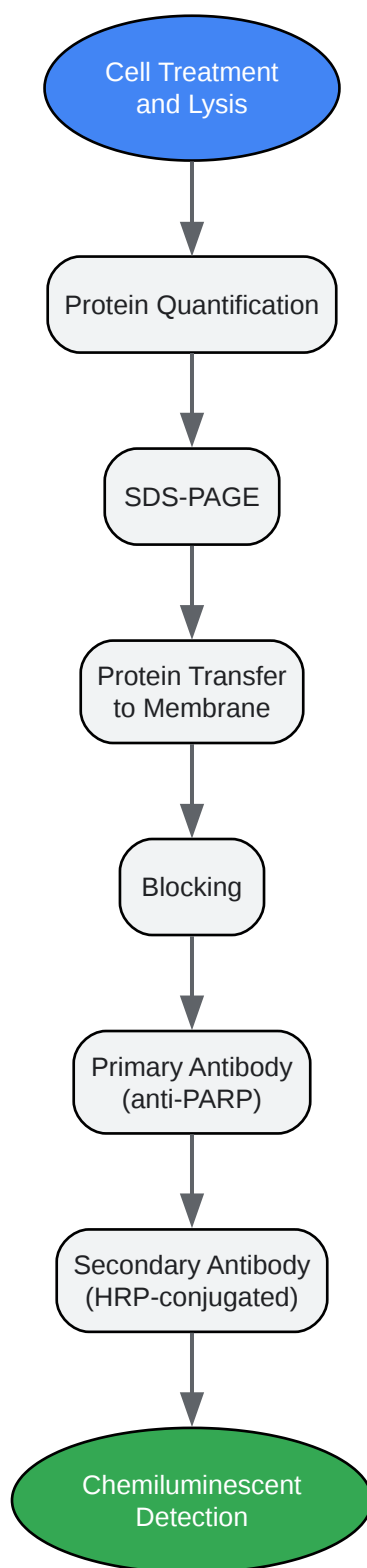 Cell Treatment
and Lysis
Protein Quantification
SDS-PAGE
Protein Transfer
to Membrane
Blocking
Primary Antibody
(anti-PARP)
Secondary Antibody
(HRP-conjugated)
Chemiluminescent
Detection